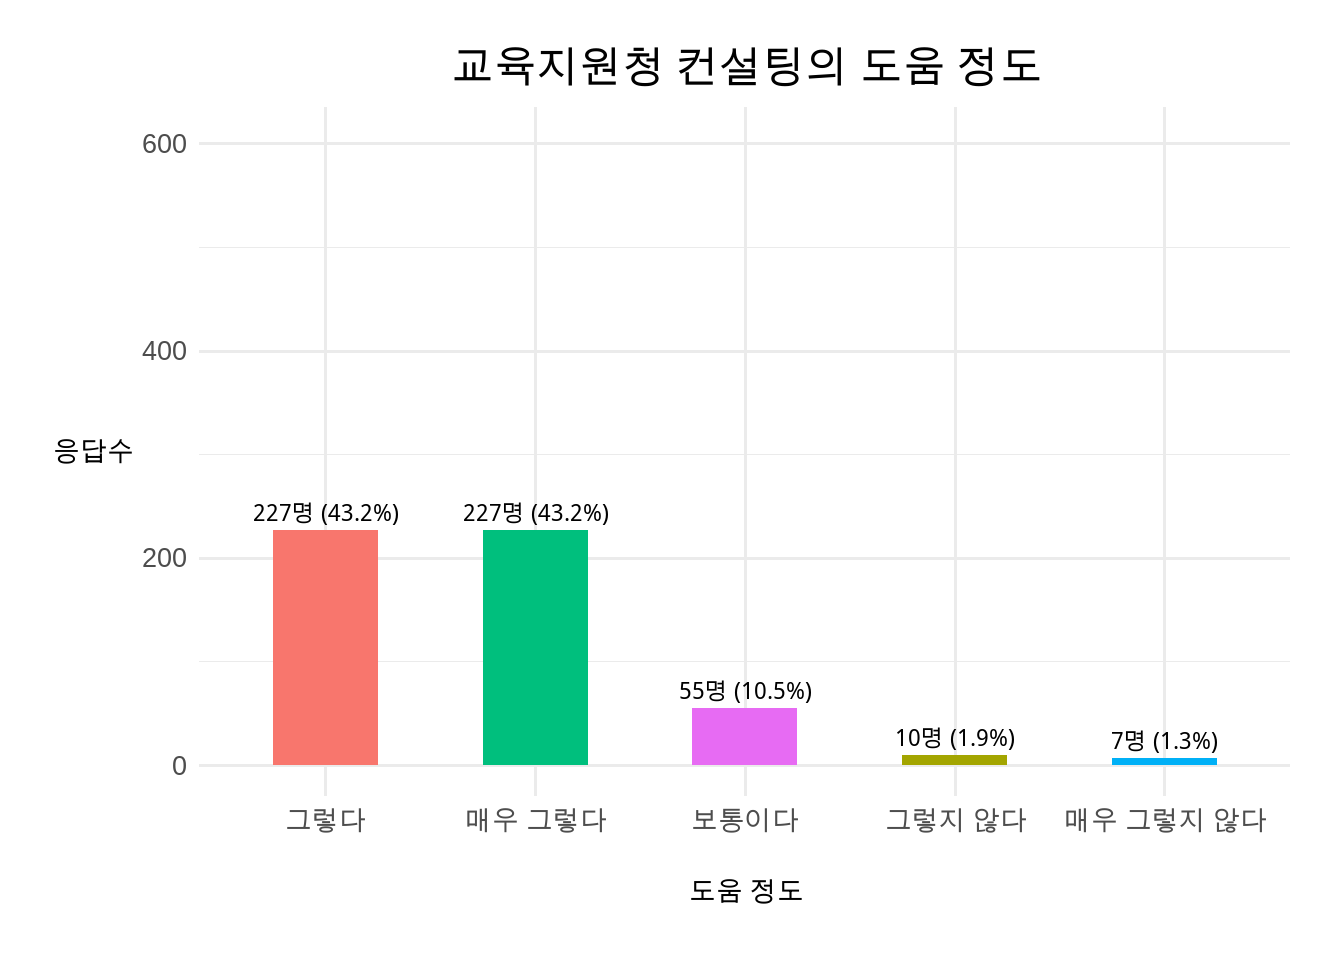 교육지원청 컨설팅의 도움 정도
600
400
응답수
227명 (43.2%) 227명 (43.2%)
200
55명 (10.5%)
10명 (1.9%) 7명 (1.3%)
0
그렇다 매우 그렇다 보통이다 그렇지 않다 매우 그렇지 않다
도움 정도